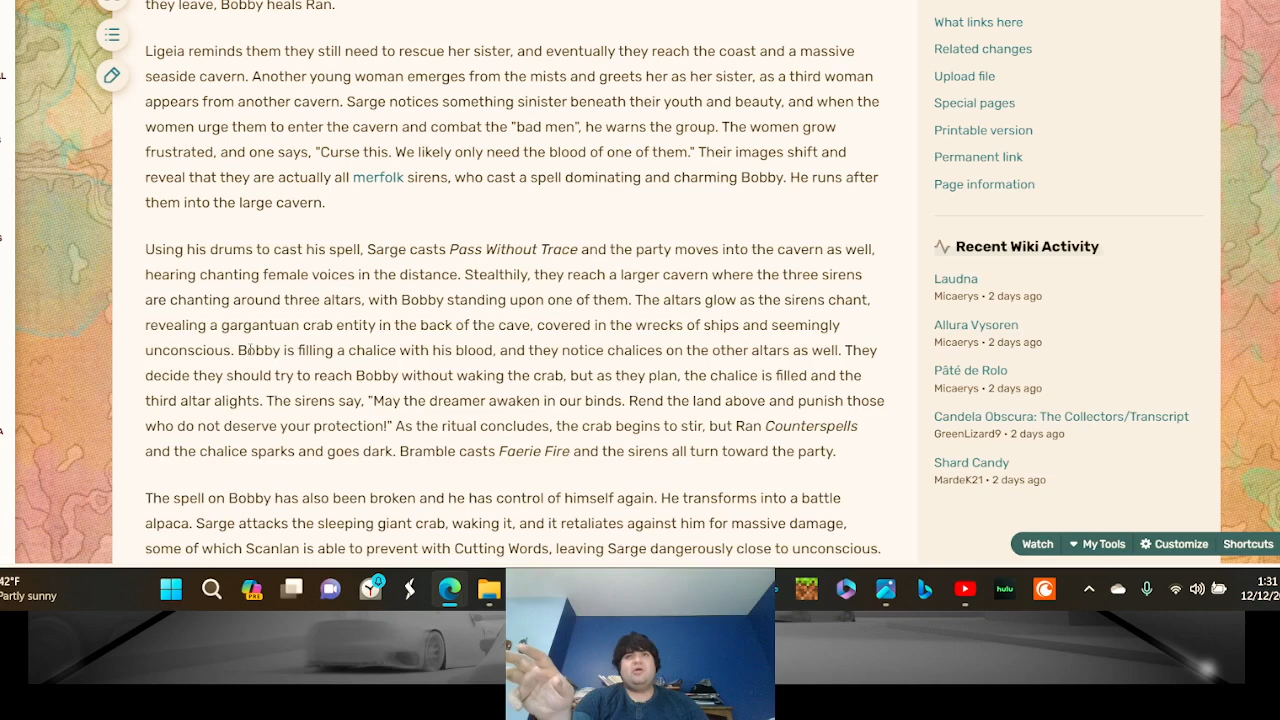 they leave, Bobby heals Ran.
Ligeia reminds them they still need to rescue her sister, and eventually they reach the coast and a massive
seaside cavern. Another young woman emerges from the mists and greets her as her sister, as a third woman
appears from another cavern. Sarge notices something sinister beneath their youth and beauty, and when the
women urge them to enter the cavern and combat the "bad men", he warns the group. The women grow
frustrated, and one says, "Curse this. We likely only need the blood of one of them." Their images shift and
reveal that they are actually all merfolk sirens, who cast a spell dominating and charming Bobby. He runs after
them into the large cavern.
Using his drums to cast his spell, Sarge casts Pass Without Trace and the party moves into the cavern as well,
hearing chanting female voices in the distance. Stealthily, they reach a larger cavern where the three sirens
are chanting around three altars, with Bobby standing upon one of them. The altars glow as the sirens chant,
revealing a gargantuan crab entity in the back of the cave, covered in the wrecks of ships and seemingly
unconscious. Bobby is filling a chalice with his blood, and they notice chalices on the other altars as well. They
decide they should try to reach Bobby without waking the crab, but as they plan, the chalice is filled and the
third altar alights. The sirens say, "May the dreamer awaken in our binds. Rend the land above and punish those
who do not deserve your protection!" As the ritual concludes, the crab begins to stir, but Ran Counterspells
and the chalice sparks and goes dark. Bramble casts Faerie Fire and the sirens all turn toward the party.
The spell on Bobby has also been broken and he has control of himself again. He transforms into a battle
alpaca. Sarge attacks the sleeping giant crab, waking it, and it retaliates against him for massive damage,
some of which Scanlan is able to prevent with Cutting Words, leaving Sarge dangerously close to unconscious.
What links here
Related changes
Upload file
Special pages
Printable version
Permanent link
Page information
Recent Wiki Activity
Laudna
Micaerys • 2 days ago
Allura Vysoren
Micaerys • 2 days ago
Pâté de Rolo
Micaerys • 2 days ago
Candela Obscura: The Collectors/Transcript
GreenLizard9 • 2 days ago
Shard Candy
MardeK21 • 2 days ago
Watch My Tools Customize Shortcuts
42°F
Partly sunny
PRE
hulu
1:31
12/12/20